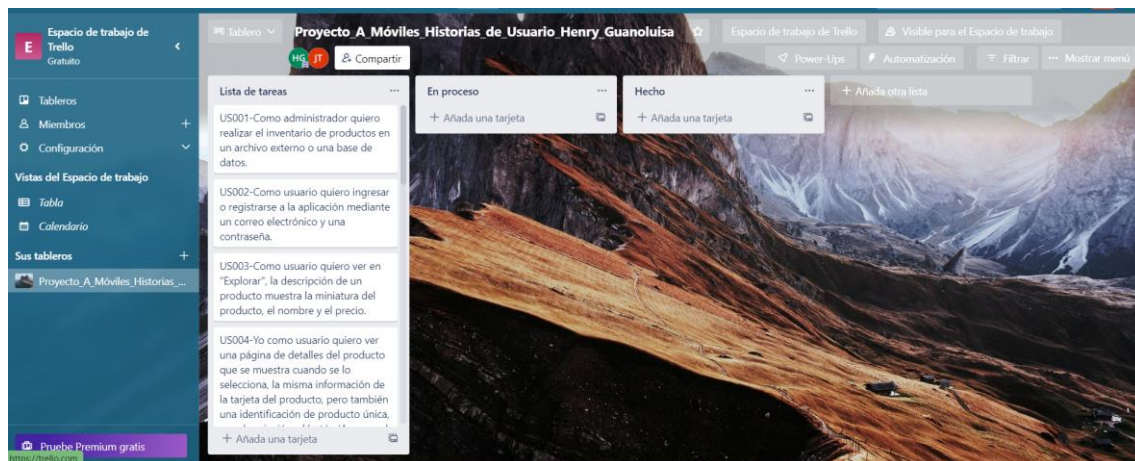 E
Espacio de trabajo de
Trello
Gratuito
Tableros
Miembros
Configuración
Vistas del Espacio de trabajo
Tabla
Calendario
Sus tableros
Proyecto_A_Móviles_Historias_...
Pruebe Premium gratis
https://trello.com
Tablero
Proyecto_A_Móviles_Historias_de_Usuario_Henry_Guanoluisa
Espacio de trabajo de Trello
Visible para el Espacio de trabajo
HG
JT
Compartir
Power-Ups
Automatización
Filtrar
... Mostrar menú
Lista de tareas
...
US001-Como administrador quiero
realizar el inventario de productos en
un archivo externo o una base de
datos.
US002-Como usuario quiero ingresar
o registrarse a la aplicación mediante
un correo electrónico y una
contraseña.
US003-Como usuario quiero ver en
"Explorar", la descripción de un
producto muestra la miniatura del
producto, el nombre y el precio.
US004-Yo como usuario quiero ver
una página de detalles del producto
que se muestra cuando se lo
selecciona, la misma información de
la tarjeta del producto, pero también
una identificación de producto única,
+ Añada una tarjeta
En proceso
...
+ Añada una tarjeta
Hecho
...
+ Añada una tarjeta
+ Añada otra lista